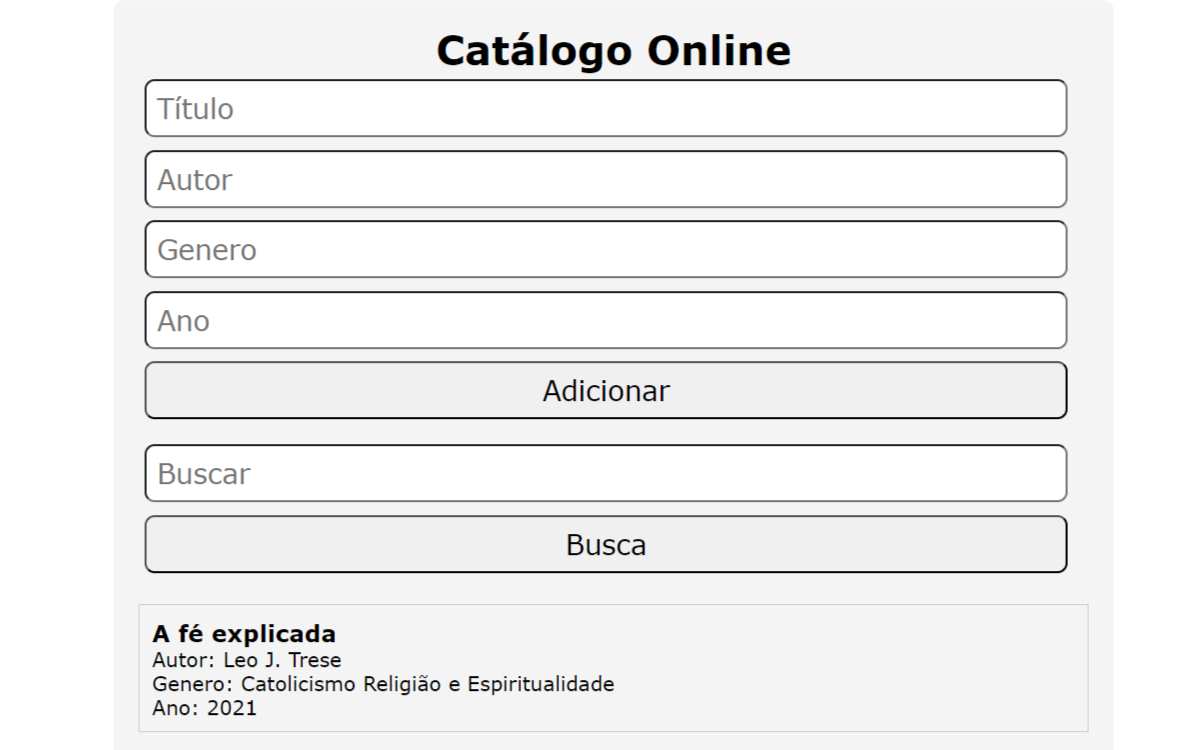 Catálogo Online
Título
Autor
Genero
Ano
Adicionar
Buscar
Busca
A fé explicada
Autor: Leo J. Trese
Genero: Catolicismo Religião e Espiritualidade
Ano: 2021